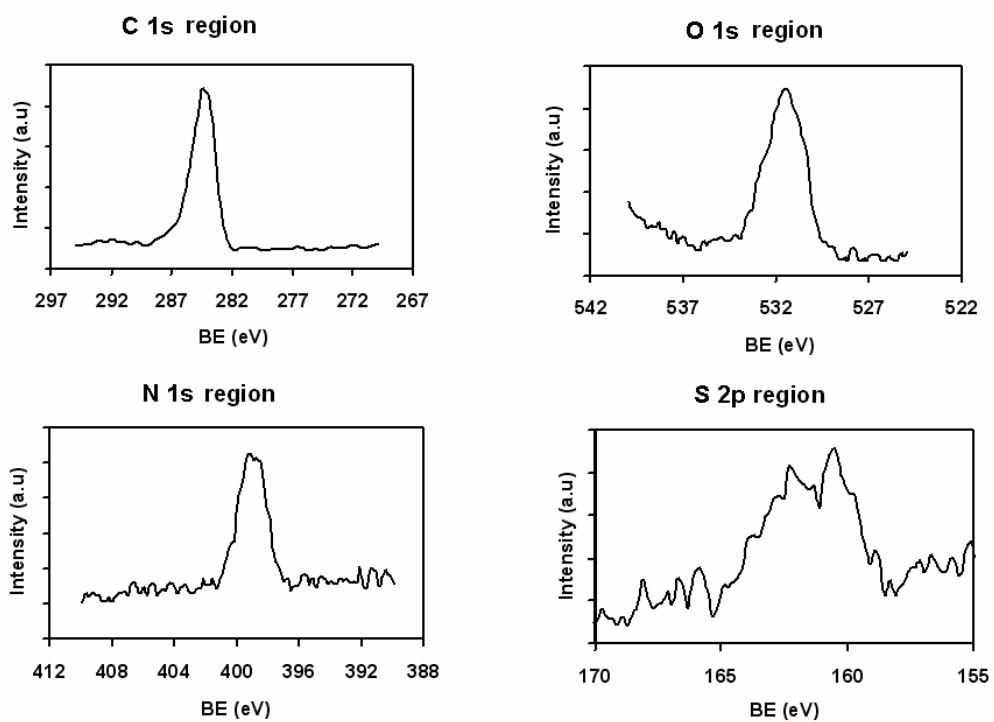 C 1s region
Intensity (a.u)
297 292 287 282 277 272 267
BE (eV)
O 1s region
Intensity (a.u)
542 537 532 527 522
BE (eV)
N 1s region
Intensity (a.u)
412 408 404 400 396 392 388
BE (eV)
S 2p region
Intensity (a.u)
170 165 160 155
BE (eV)